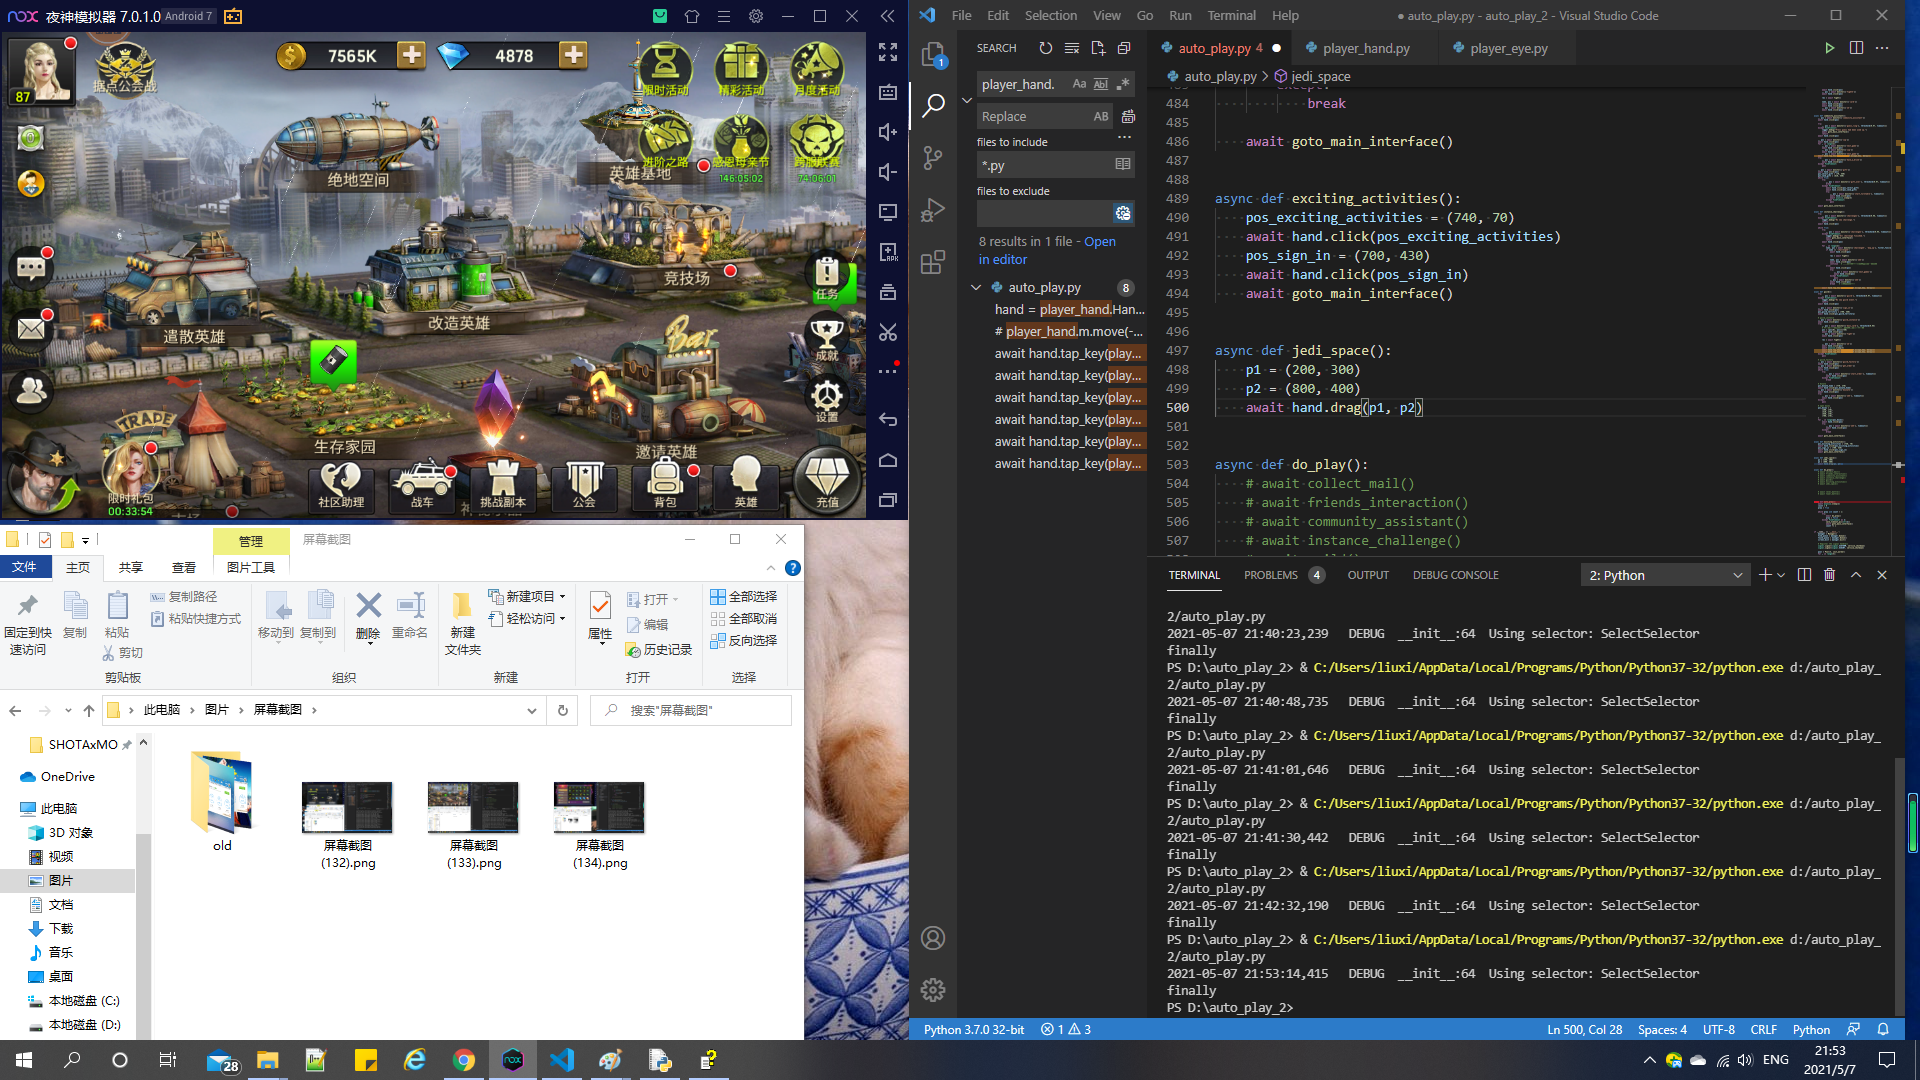 nox 夜神模拟器 7.0.1.0 Android 7
87
据点公会战
7565K
4878
限时活动
精彩活动
月度活动
绝地空间
英雄基地
进阶之路
感恩母亲节
146:05:02
跨服联赛
74:06:01
竞技场
任务
遣散英雄
改造英雄
成就
Bar
TRADE
生存家园
邀请英雄
设置
限时礼包
00:33:54
社区助理
战车
挑战副本
公会
背包
英雄
充值
管理
屏幕截图
文件
主页
共享
查看
图片工具
固定到快
速访问
复制
粘贴
复制路径
粘贴快捷方式
剪切
剪贴板
移动到
复制到
删除
重命名
组织
新建
文件夹
新建项目
轻松访问
新建
属性
打开
编辑
历史记录
打开
全部选择
全部取消
反向选择
选择
此电脑 › 图片 › 屏幕截图 ›
搜索"屏幕截图"
SHOTAxMO
OneDrive
此电脑
3D 对象
视频
图片
文档
下载
音乐
桌面
本地磁盘 (C:)
本地磁盘 (D:)
old
屏幕截图
(132).png
屏幕截图
(133).png
屏幕截图
(134).png
File Edit Selection View Go Run Terminal Help
● auto_play.py - auto_play_2 - Visual Studio Code
1
SEARCH
player_hand.
Aa
Replace
AB
files to include
*.py
files to exclude
8 results in 1 file - Open
in editor
auto_play.py 8
hand = player_hand.Han...
# player_hand.m.move(-...
await hand.tap_key(play...
await hand.tap_key(play...
await hand.tap_key(play...
await hand.tap_key(play...
await hand.tap_key(play...
await hand.tap_key(play...
auto_play.py 4
player_hand.py
player_eye.py
auto_play.py > jedi_space
484 break
485
486 await goto_main_interface()
487
488
489 async def exciting_activities():
490 pos_exciting_activities = (740, 70)
491 await hand.click(pos_exciting_activities)
492 pos_sign_in = (700, 430)
493 await hand.click(pos_sign_in)
494 await goto_main_interface()
495
496
497 async def jedi_space():
498 p1 = (200, 300)
499 p2 = (800, 400)
500 await hand.drag(p1, p2)
501
502
503 async def do_play():
504 # await collect_mail()
505 # await friends_interaction()
506 # await community_assistant()
507 # await instance_challenge()
TERMINAL PROBLEMS 4 OUTPUT DEBUG CONSOLE
2: Python
2/auto_play.py
2021-05-07 21:40:23,239 DEBUG __init__:64 Using selector: SelectSelector
finally
PS D:\auto_play_2> & C:/Users/liuxi/AppData/Local/Programs/Python/Python37-32/python.exe d:/auto_play_
2/auto_play.py
2021-05-07 21:40:48,735 DEBUG __init__:64 Using selector: SelectSelector
finally
PS D:\auto_play_2> & C:/Users/liuxi/AppData/Local/Programs/Python/Python37-32/python.exe d:/auto_play_
2/auto_play.py
2021-05-07 21:41:01,646 DEBUG __init__:64 Using selector: SelectSelector
finally
PS D:\auto_play_2> & C:/Users/liuxi/AppData/Local/Programs/Python/Python37-32/python.exe d:/auto_play_
2/auto_play.py
2021-05-07 21:41:30,442 DEBUG __init__:64 Using selector: SelectSelector
finally
PS D:\auto_play_2> & C:/Users/liuxi/AppData/Local/Programs/Python/Python37-32/python.exe d:/auto_play_
2/auto_play.py
2021-05-07 21:42:32,190 DEBUG __init__:64 Using selector: SelectSelector
finally
PS D:\auto_play_2> & C:/Users/liuxi/AppData/Local/Programs/Python/Python37-32/python.exe d:/auto_play_
2/auto_play.py
2021-05-07 21:53:14,415 DEBUG __init__:64 Using selector: SelectSelector
finally
PS D:\auto_play_2>
Python 3.7.0 32-bit 1 3
Ln 500, Col 28 Spaces: 4 UTF-8 CRLF Python
28
ENG
21:53
2021/5/7